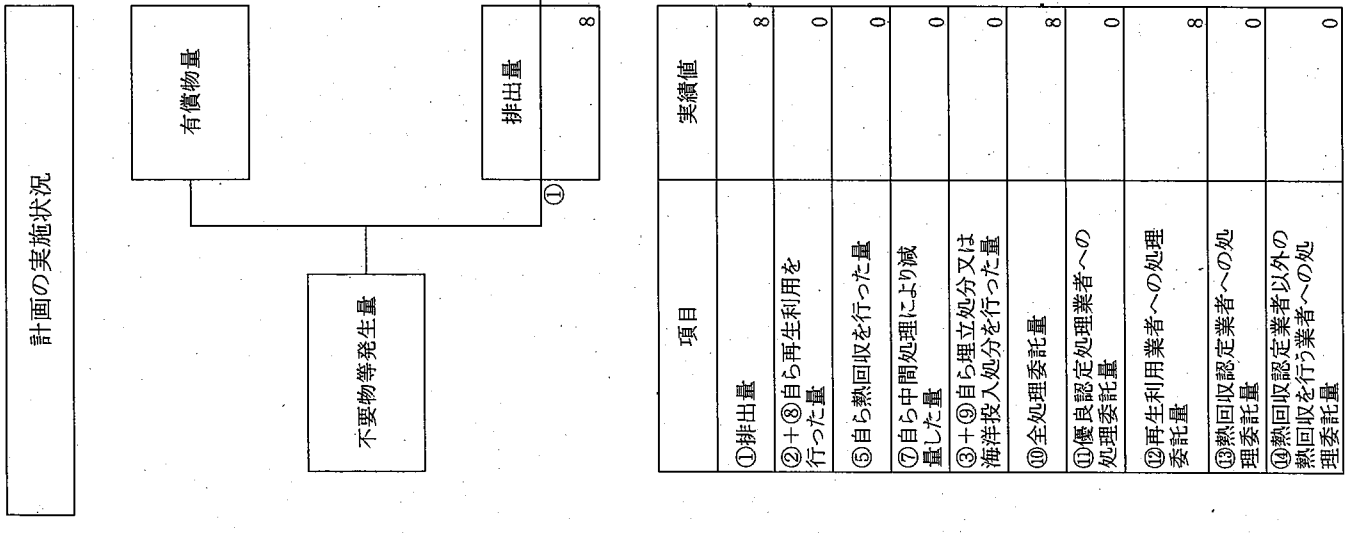 計画の実施状況
有償物量
不要物等発生量
①
排出量
8
項目
実績値
①排出量
8
②+⑧自ら再生利用を
行った量
0
⑤自ら熱回収を行った量
0
⑦自ら中間処理により減
量した量
0
③+⑨自ら埋立処分又は
海洋投入処分を行った量
0
⑩全処理委託量
8
⑪優良認定処理業者への
処理委託量
0
⑫再生利用業者への処理
委託量
8
⑬熱回収認定業者への処
理委託量
0
⑭熱回収認定業者以外の
熱回収を行う業者への処
理委託量
0